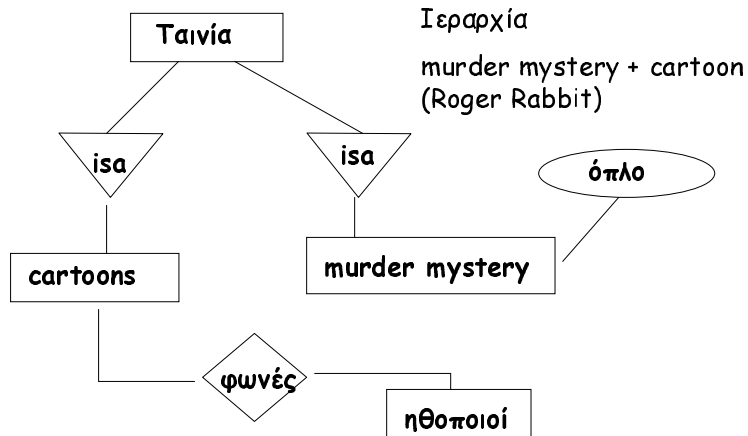 Ταινία
Ιεραρχία
murder mystery + cartoon
(Roger Rabbit)
isa
isa
όπλο
cartoons
murder mystery
φωνές
ηθοποιοί